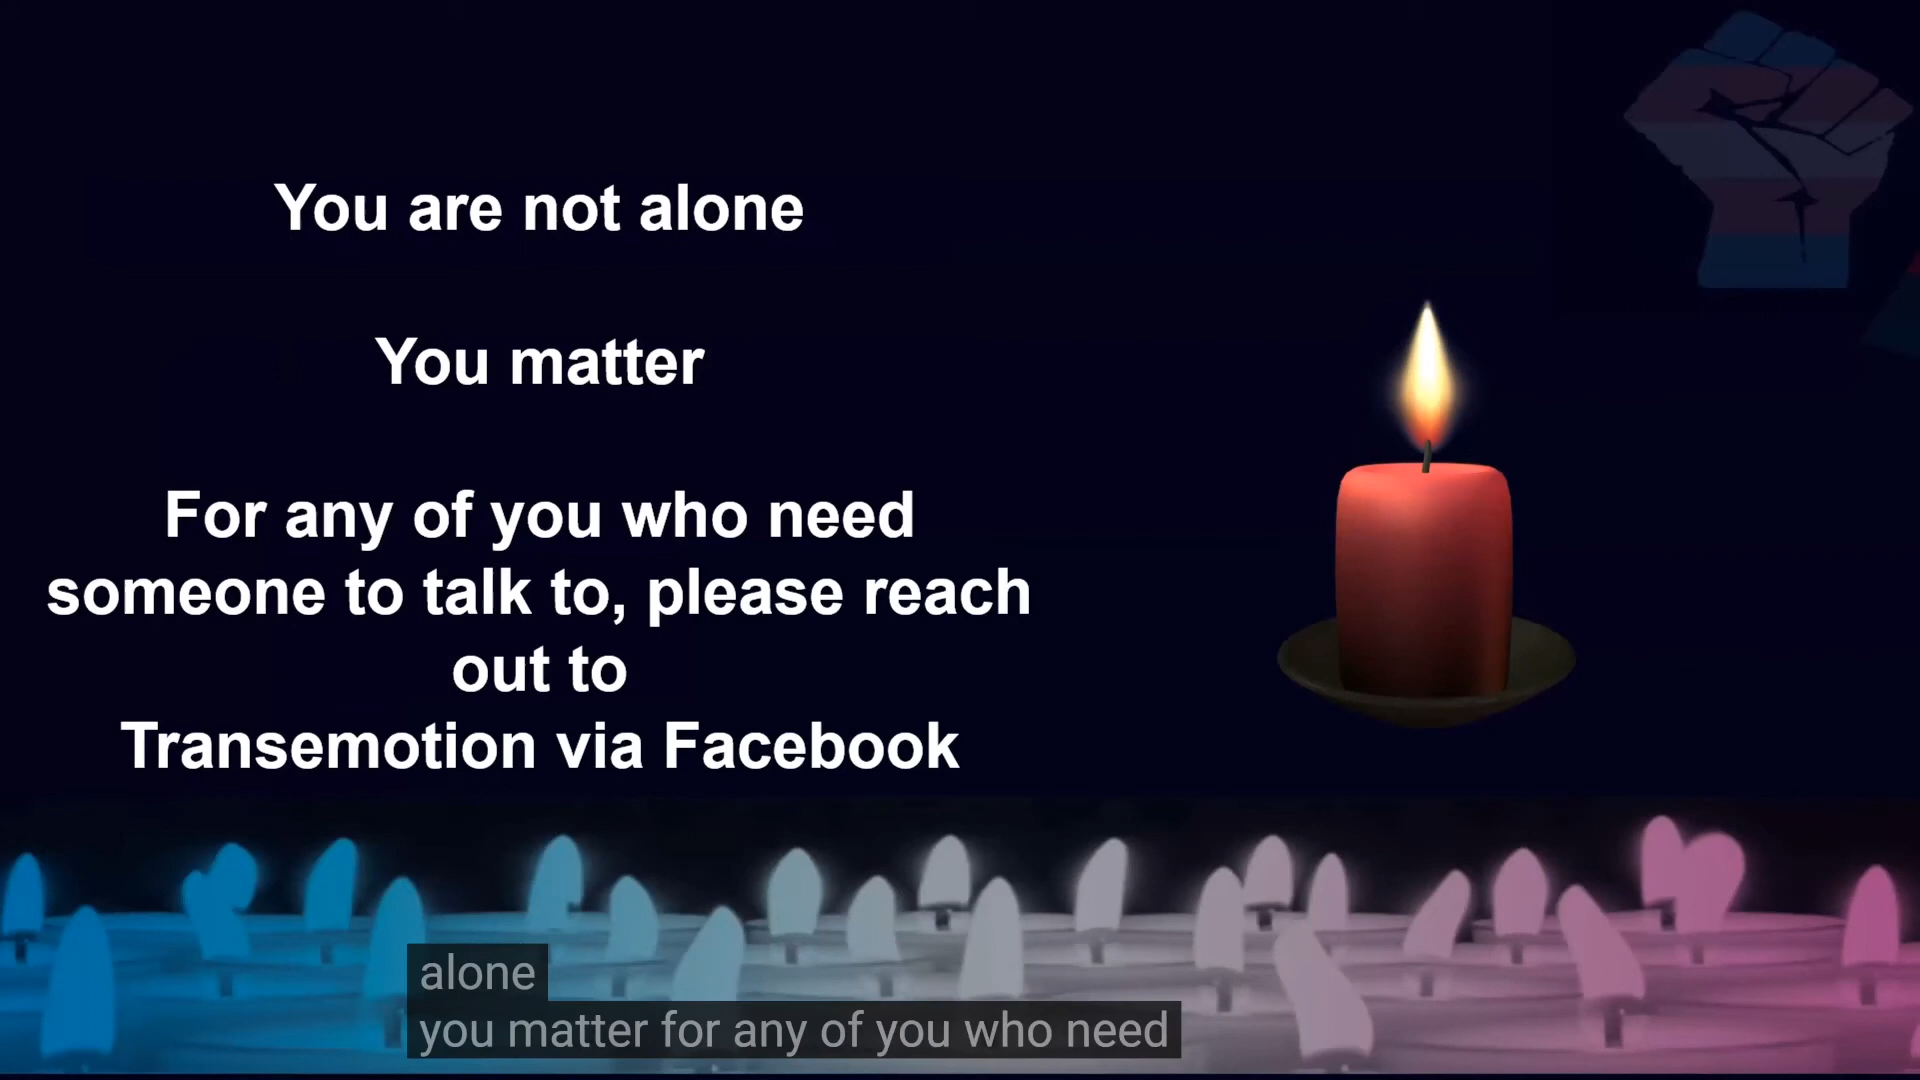 You are not alone
You matter
For any of you who need
someone to talk to, please reach
out to
Transemotion via Facebook
alone
you matter for any of you who need